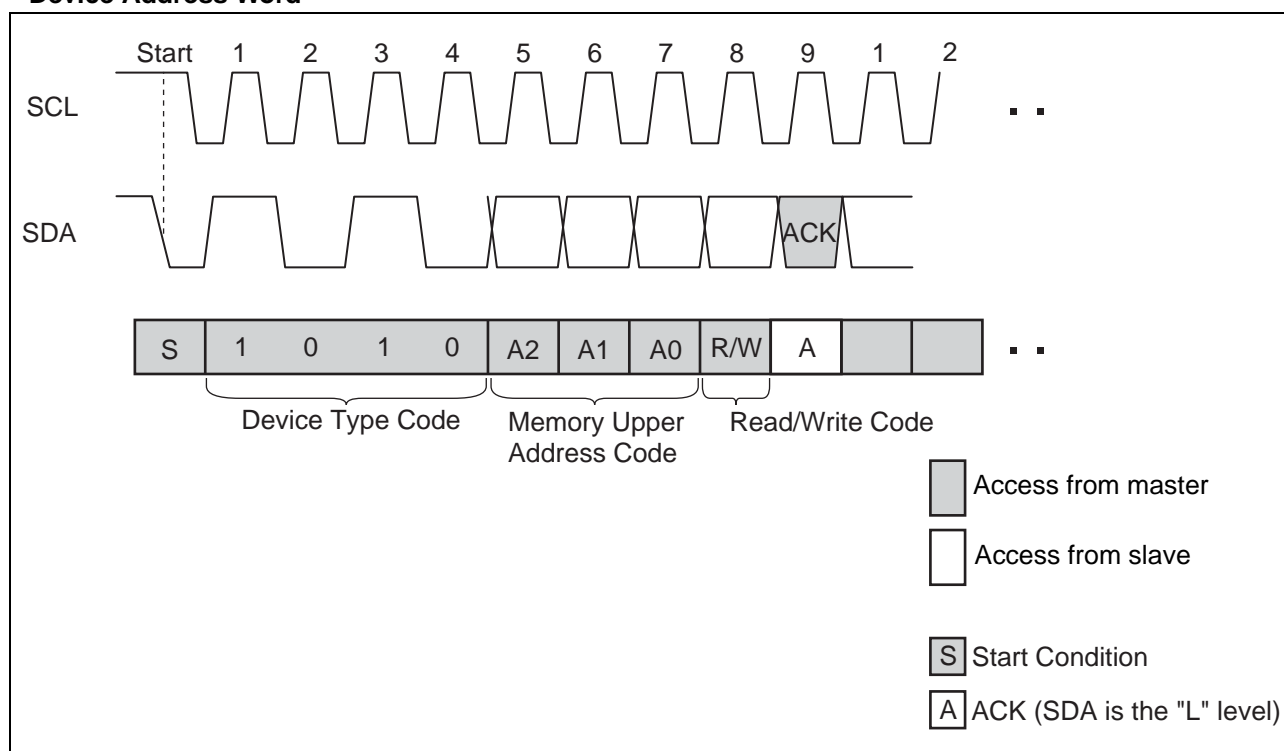 Device Address Word
Start 1 2 3 4 5 6 7 8 9 1 2
SCL
. .
SDA
ACK
S 1 0 1 0 A2 A1 A0 R/W A
. .
Device Type Code
Memory Upper
Address Code
Read/Write Code
Access from master
Access from slave
S Start Condition
A ACK (SDA is the "L" level)